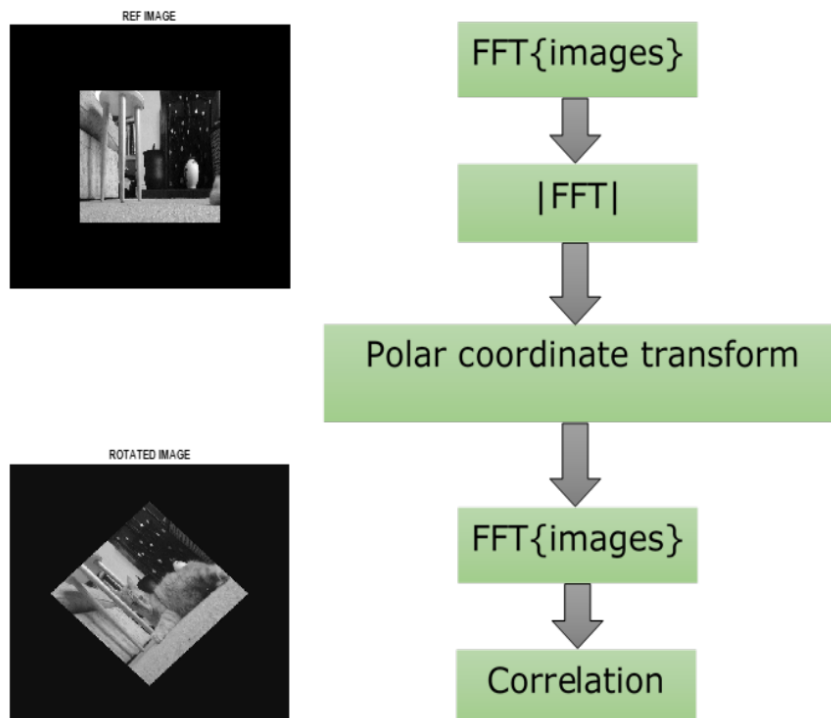 REF IMAGE
ROTATED IMAGE
FFT{images}
|FFT|
Polar coordinate transform
FFT{images}
Correlation